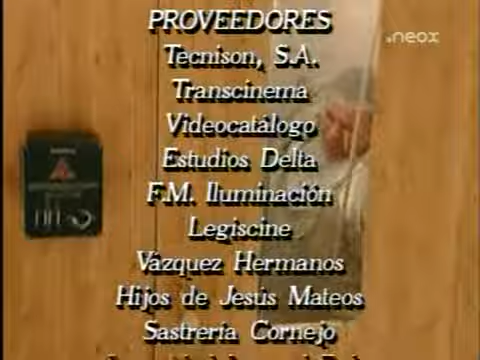 PROVEEDORES
.neox
Tecnison, S.A.
Transcinema
Videocatálogo
Estudios Delta
F.M. Iluminación
Legiscine
Vázquez Hermanos
Hijos de Jesús Mateos
Sastrería Cornejo